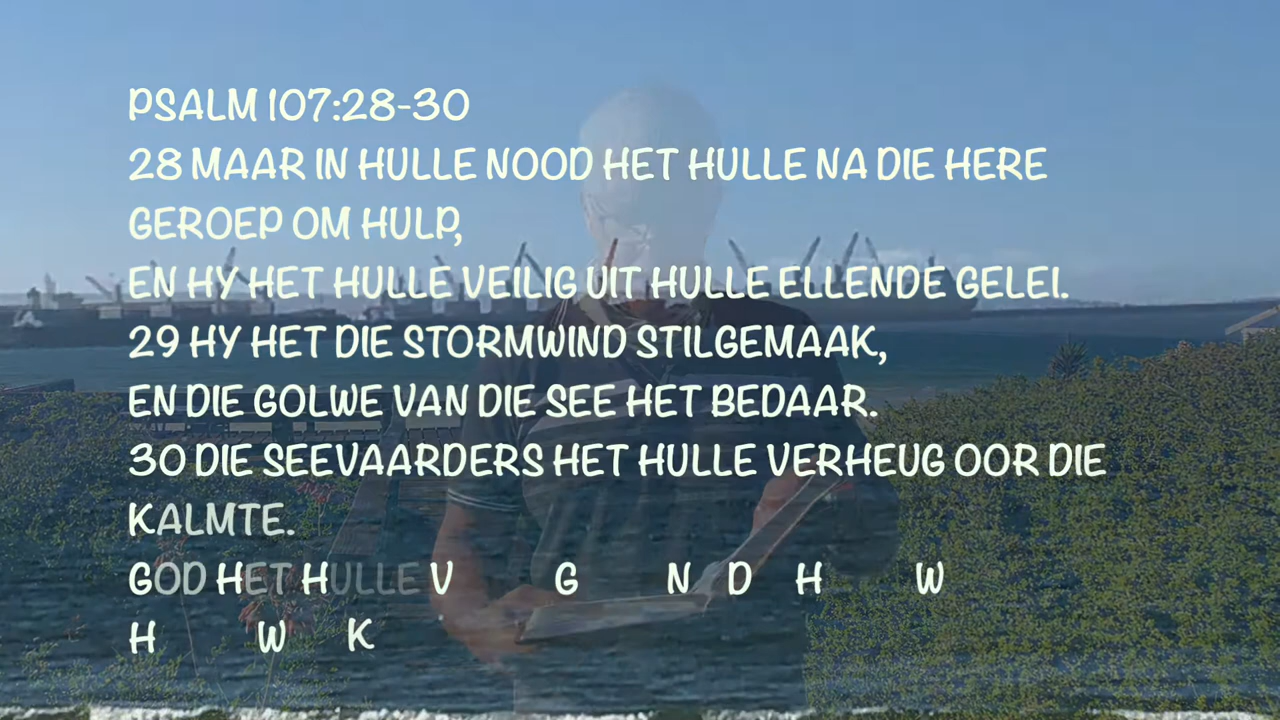 PSALM 107:28-30
28 MAAR IN HULLE NOOD HET HULLE NA DIE HERE
GEROEP OM HULP,
EN HY HET HULLE VEILIG UIT HULLE ELLENDE GELEI.
29 HY HET DIE STORMWIND STILGEMAAK,
EN DIE GOLWE VAN DIE SEE HET BEDAAR.
30 DIE SEEVAARDERS HET HULLE VERHEUG OOR DIE
KALMTE.
GOD HET HULLE V G N D H W
H W K